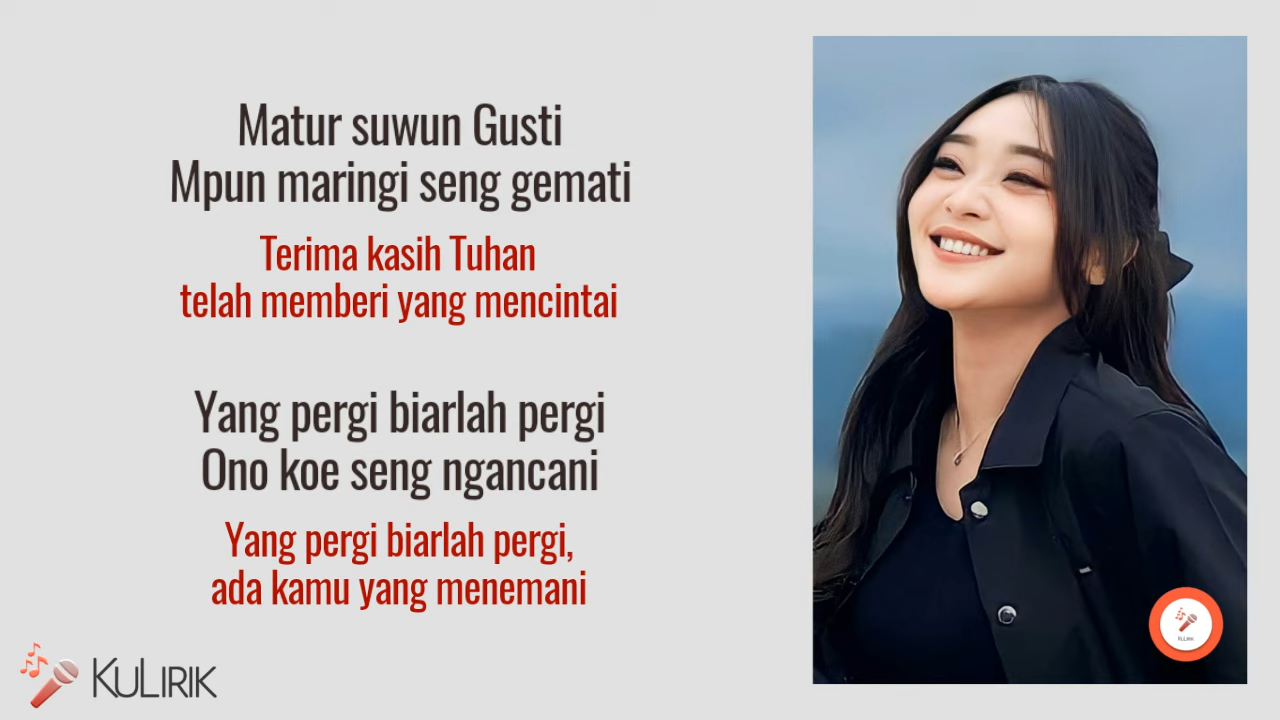 Matur suwun Gusti
Mpun maringi seng gemati
Terima kasih Tuhan
telah memberi yang mencintai
Yang pergi biarlah pergi
Ono koe seng ngancani
Yang pergi biarlah pergi,
ada kamu yang menemani
KuLirik
KuLirik